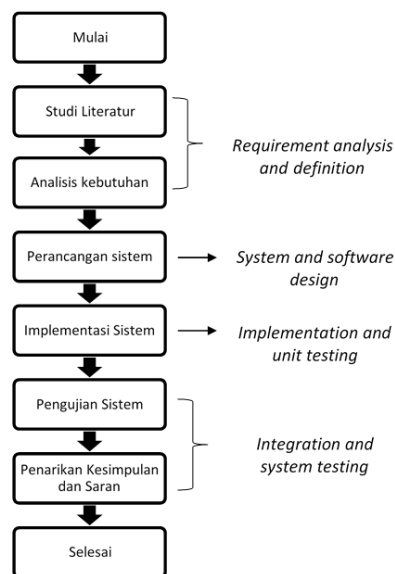 Mulai
Studi Literatur
Analisis kebutuhan
Requirement analysis
and definition
Perancangan sistem
System and software
design
Implementasi Sistem
Implementation and
unit testing
Pengujian Sistem
Penarikan Kesimpulan
dan Saran
Integration and
system testing
Selesai